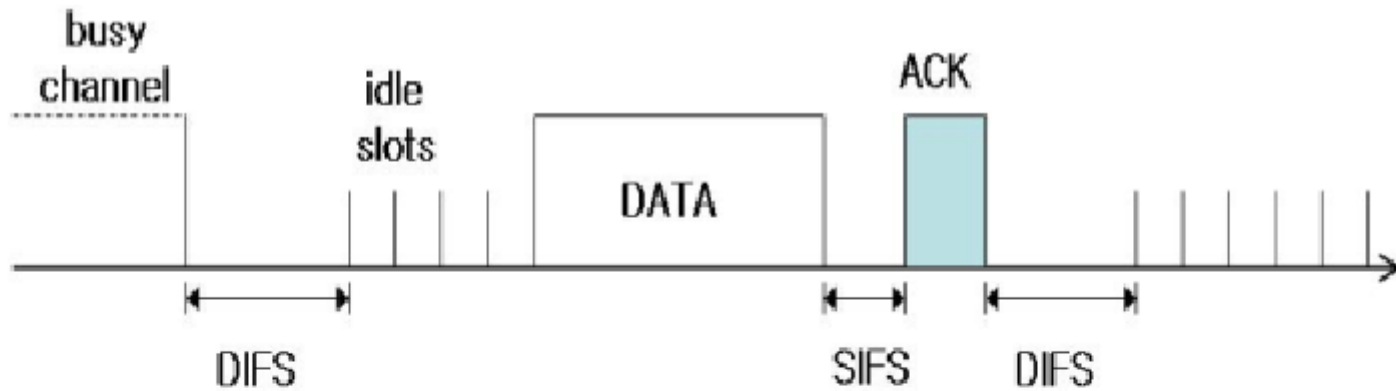 busy
channel
idle
slots
DATA
ACK
DIFS
SIFS
DIFS